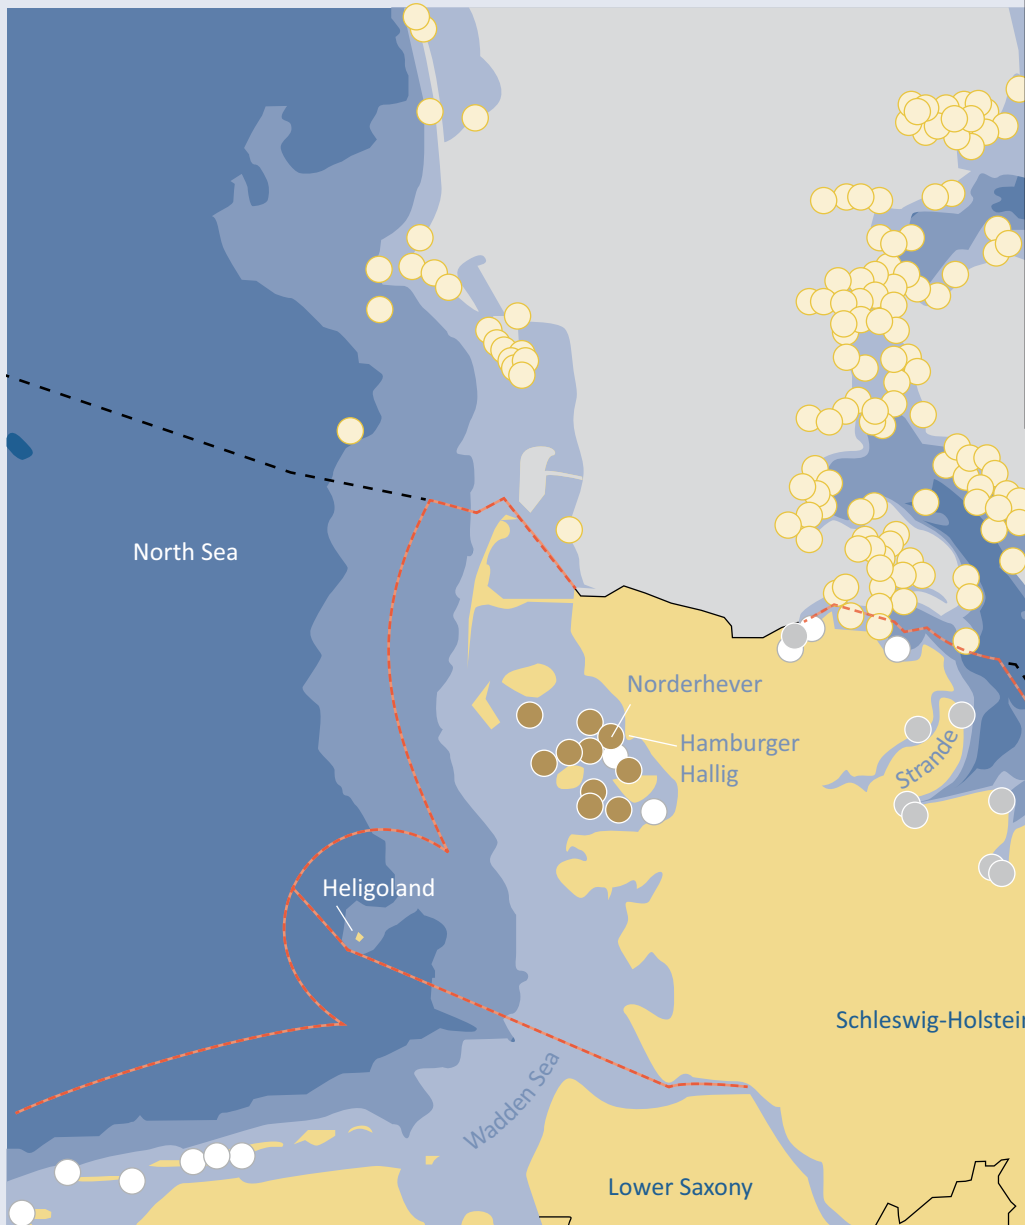 North Sea
Norderhever
Hamburger
Hallig
Strande
Heligoland
Schleswig-Holstein
Wadden Sea
Lower Saxony